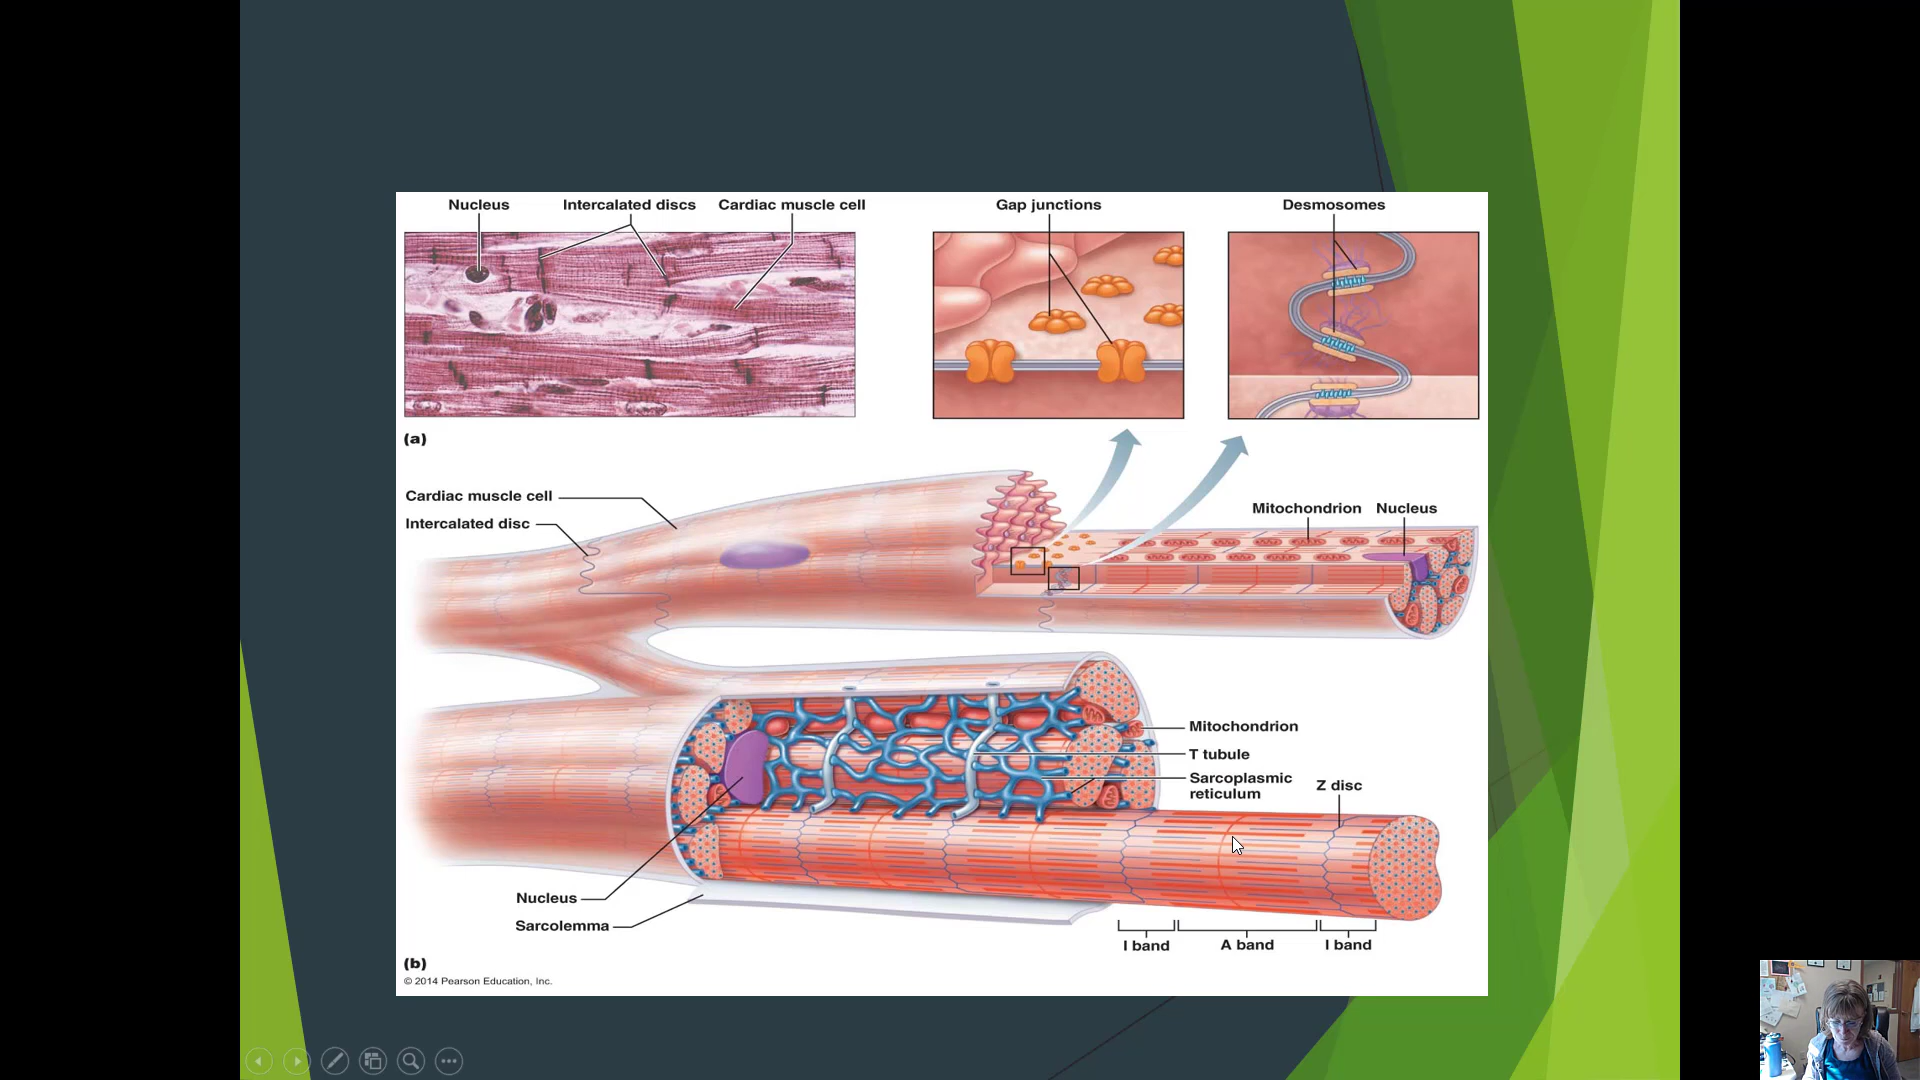 Nucleus
Intercalated discs
Cardiac muscle cell
Gap junctions
Desmosomes
(a)
Cardiac muscle cell
Intercalated disc
Mitochondrion
Nucleus
Mitochondrion
T tubule
Sarcoplasmic
reticulum
Z disc
Nucleus
Sarcolemma
I band
A band
I band
(b)
© 2014 Pearson Education, Inc.